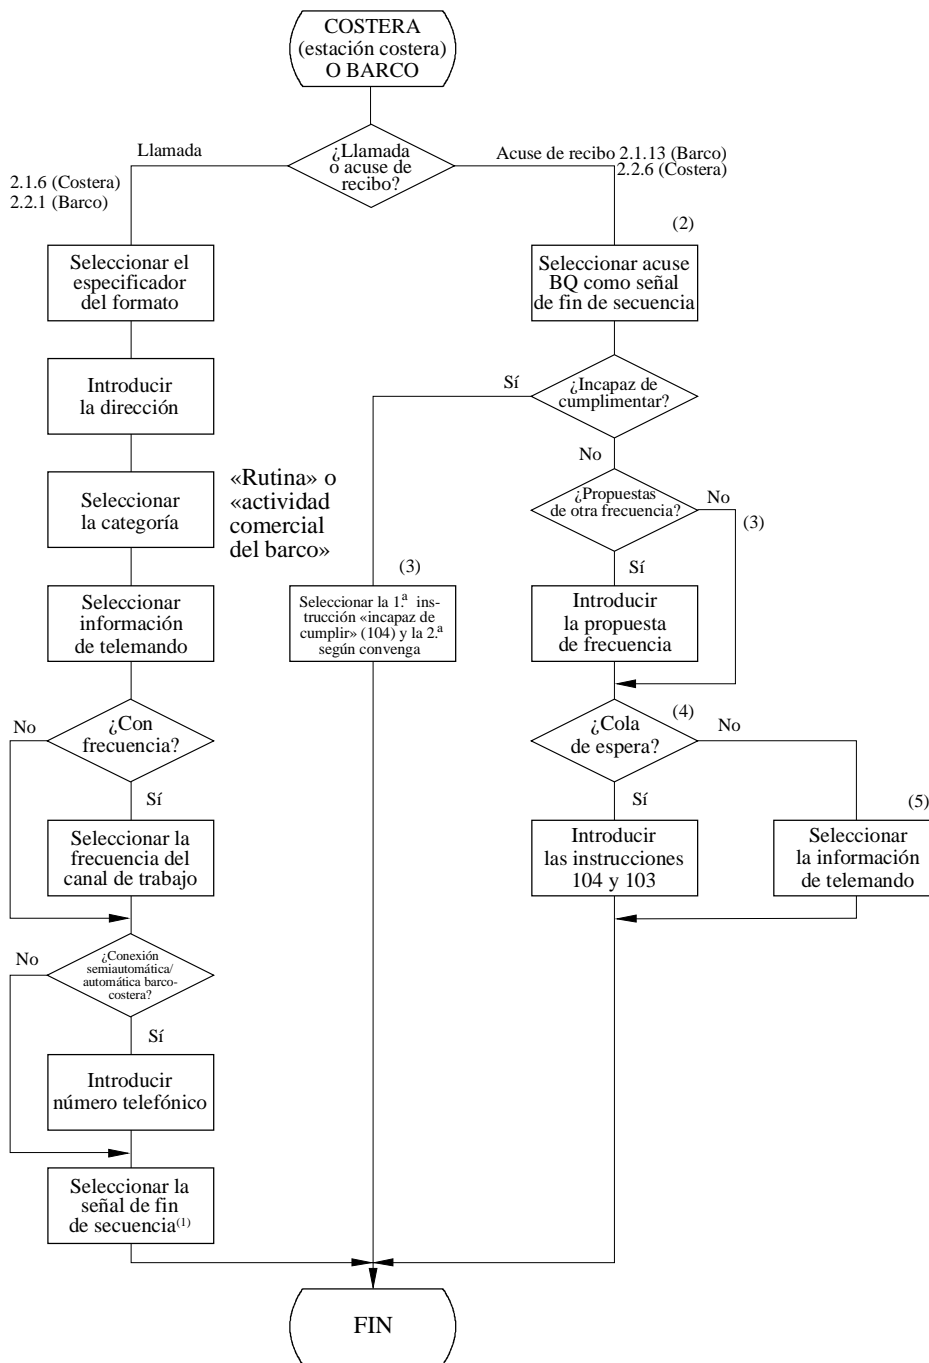 COSTERA
(estación costera)
O BARCO
¿Llamada
o acuse de
recibo?
Llamada
2.1.6 (Costera)
2.2.1 (Barco)
Acuse de recibo 2.1.13 (Barco)
2.2.6 (Costera)
Seleccionar el
especificador
del formato
Introducir
la dirección
Seleccionar
la categoría
«Rutina» o
«actividad
comercial
del barco»
Seleccionar
información
de telemando
¿Con
frecuencia?
No
Sí
Seleccionar la
frecuencia del
canal de trabajo
¿Conexión
semiautomática/
automática barco-
costera?
No
Sí
Introducir
número telefónico
Seleccionar la
señal de fin
de secuencia(1)
(2)
Seleccionar acuse
BQ como señal
de fin de secuencia
¿Incapaz de
cumplimentar?
Sí
No
(3)
Seleccionar la 1.ª ins-
trucción «incapaz de
cumplir» (104) y la 2.ª
según convenga
¿Propuestas
de otra frecuencia?
No
(3)
Sí
Introducir
la propuesta
de frecuencia
(4)
¿Cola
de espera?
No
Sí
Introducir
las instrucciones
104 y 103
(5)
Seleccionar
la información
de telemando
FIN